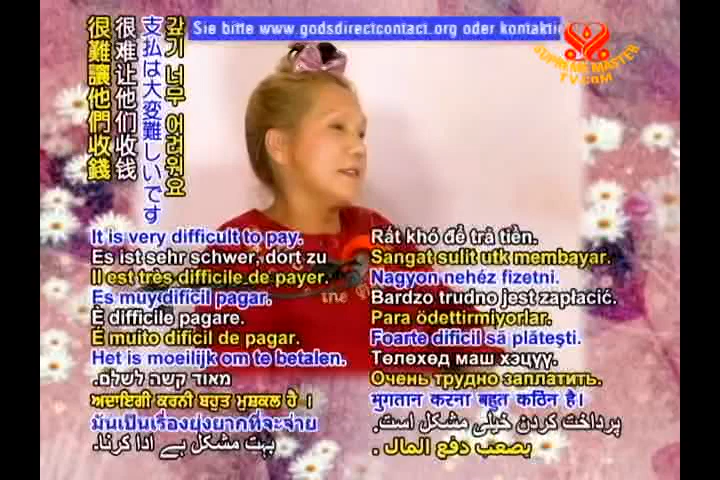 Sie bitte www.godsdirectcontact.org oder kontakti
SUPREME MASTER
TV.COM
很難讓他們收錢
很难让他们收钱
支払は大変難しいです
갚기 너무 어려워요
It is very difficult to pay.
Es ist sehr schwer, dort zu
Il est très difficile de payer.
Es muy difícil pagar.
È difficile pagare.
É muito difícil de pagar.
Het is moeilijk om te betalen.
מאוד קשה לשלם.
ਅਦਾਇਗੀ ਕਰਨੀ ਬਹੁਤ ਮੁਸ਼ਕਲ ਹੈ ।
มันเป็นเรื่องยุ่งยากที่จะจ่าย
بہت مشکل ہے ادا کرنا.
Rất khó để trả tiền.
Sangat sulit utk membayar.
Nagyon nehéz fizetni.
Bardzo trudno jest zapłacić.
Para ödettirmiyorlar.
Foarte dificil să plăteşti.
Төлөхөд маш хэцүү.
Очень трудно заплатить.
भुगतान करना बहुत कठिन है।
پرداخت کردن خیلی مشکل است.
يصعب دفع المال .